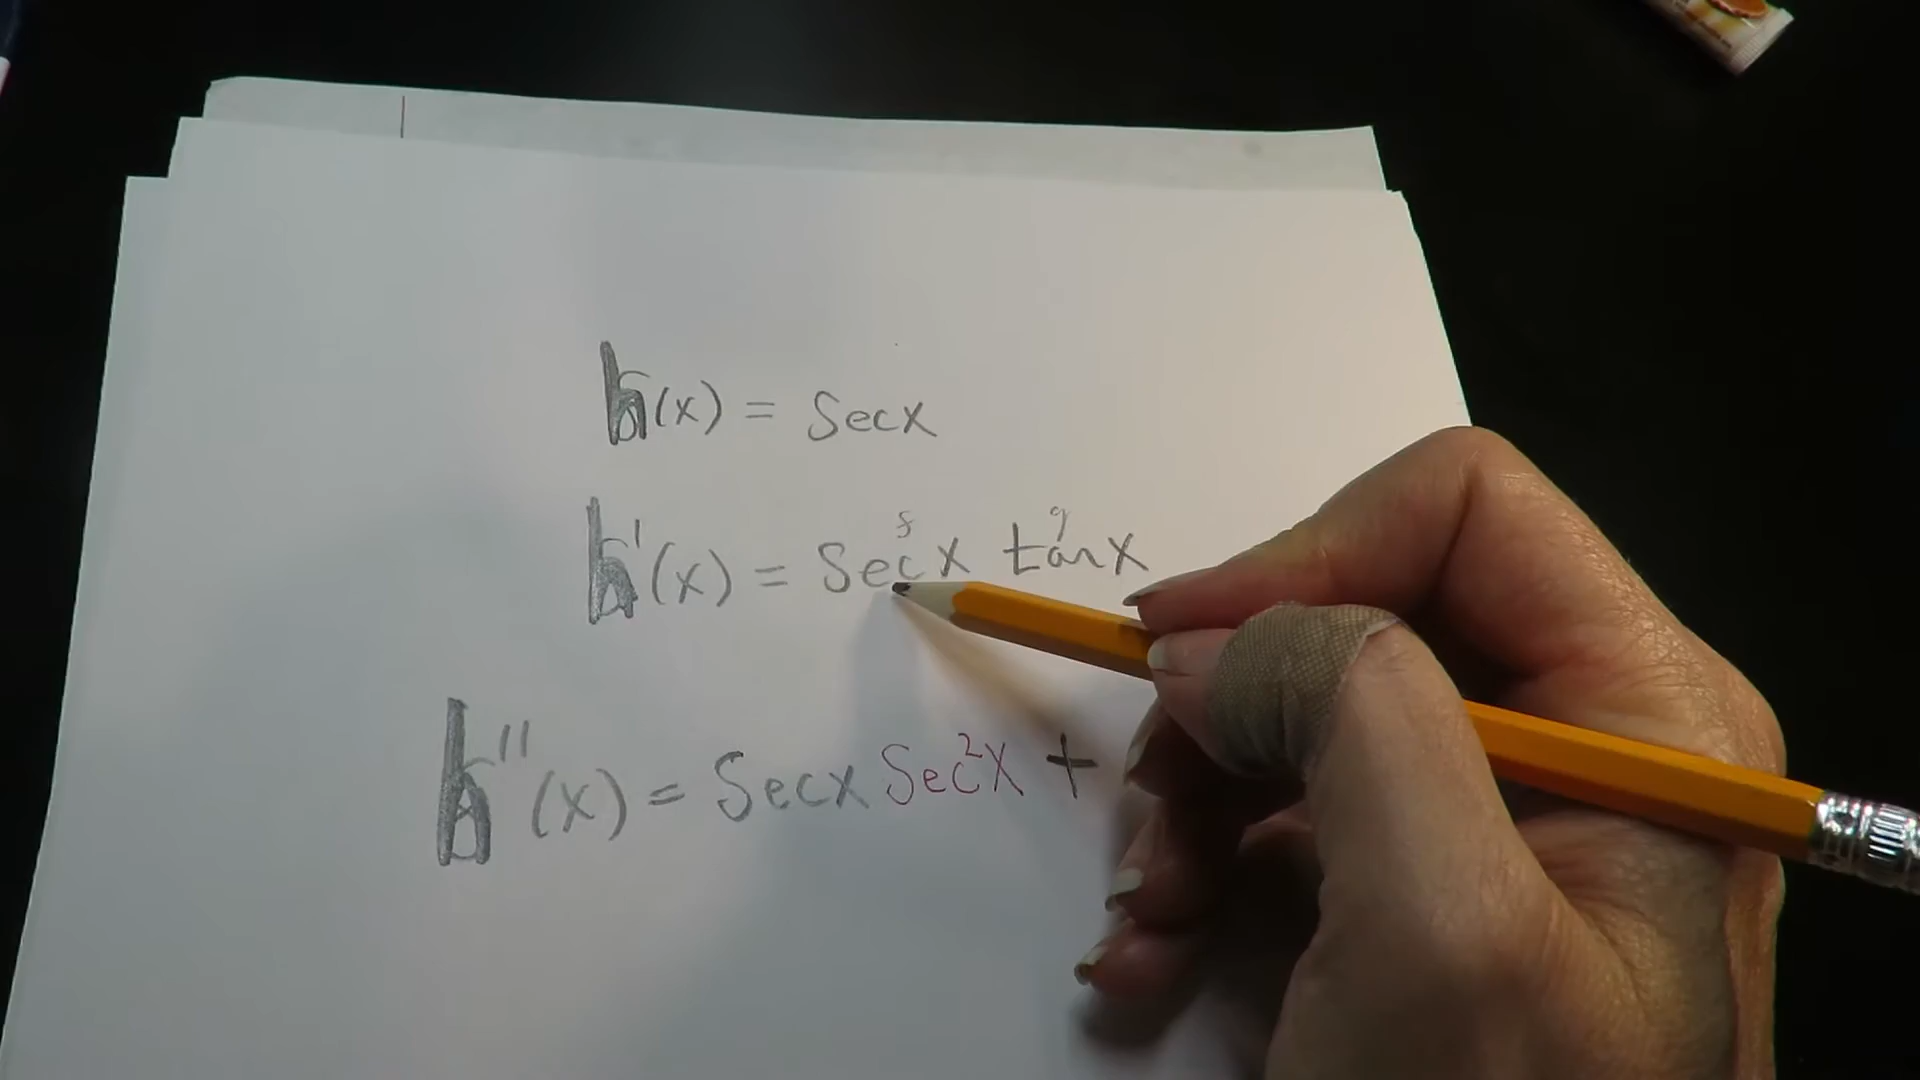 h(x) = Secx
f g
h'(x) = Secx tanx
h''(x) = Secx Sec²x +